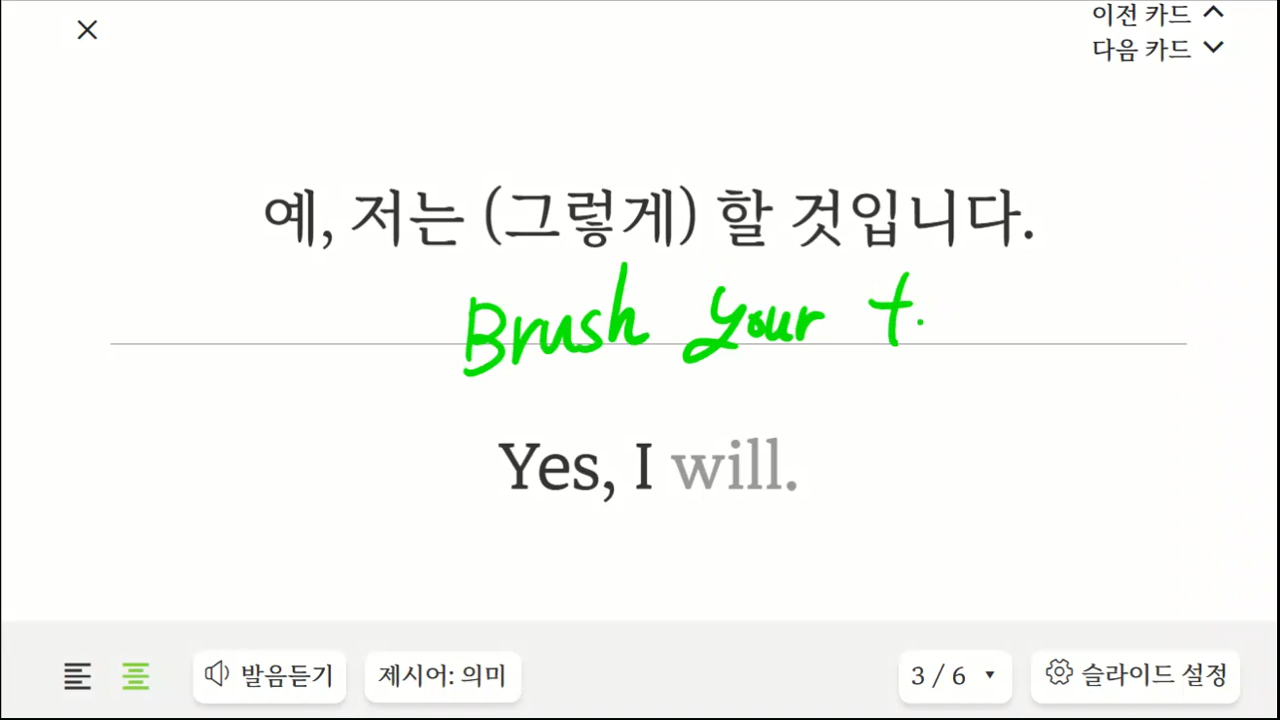 이전 카드
다음 카드
예, 저는 (그렇게) 할 것입니다.
Brush your t.
Yes, I will.
발음듣기
제시어: 의미
3 / 6
슬라이드 설정